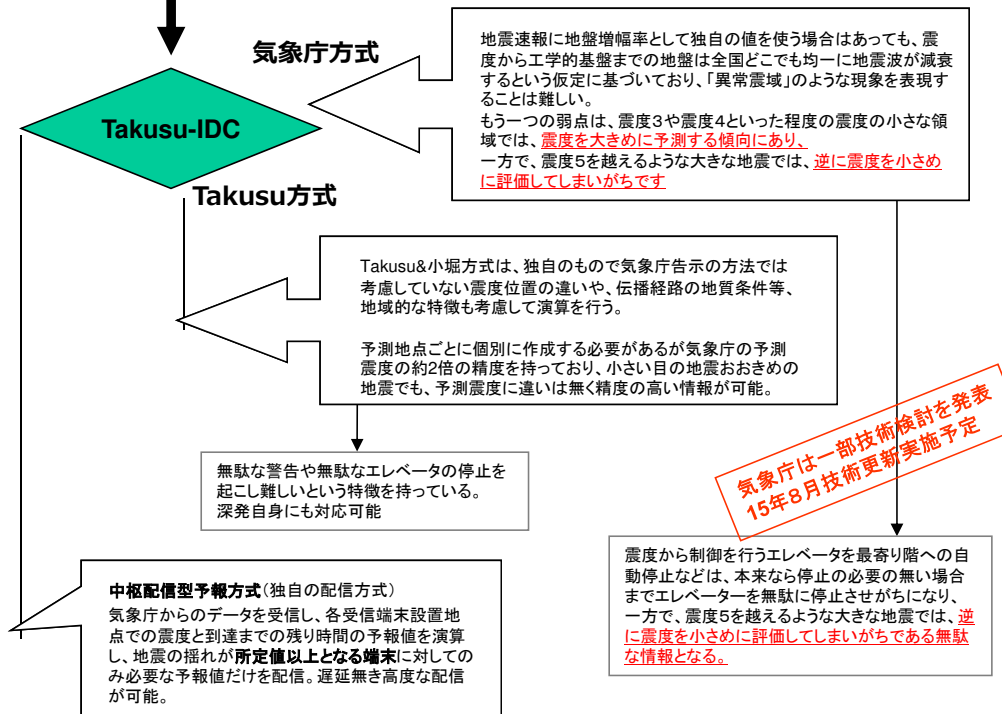 気象庁方式
地震速報に地盤増幅率として独自の値を使う場合はあっても、震
度から工学的基盤までの地盤は全国どこでも均一に地震波が減衰
するという仮定に基づいており、「異常震域」のような現象を表現す
ることは難しい。
もう一つの弱点は、震度３や震度４といった程度の震度の小さな領
域では、震度を大きめに予測する傾向にあり、
一方で、震度5を越えるような大きな地震では、逆に震度を小さめ
に評価してしまいがちです
Takusu-IDC
Takusu方式
Takusu&小堀方式は、独自のもので気象庁告示の方法では
考慮していない震度位置の違いや、伝播経路の地質条件等、
地域的な特徴も考慮して演算を行う。
予測地点ごとに個別に作成する必要があるが気象庁の予測
震度の約2倍の精度を持っており、小さい目の地震おおきめの
地震でも、予測震度に違いは無く精度の高い情報が可能。
気象庁は一部技術検討を発表
15年８月技術更新実施予定
無駄な警告や無駄なエレベータの停止を
起こし難しいという特徴を持っている。
深発自身にも対応可能
震度から制御を行うエレベータを最寄り階への自
動停止などは、本来なら停止の必要の無い場合
までエレベーターを無駄に停止させがちになり、
一方で、震度5を越えるような大きな地震では、逆
に震度を小さめに評価してしまいがちである無駄
な情報となる。
中枢配信型予報方式(独自の配信方式)
気象庁からのデータを受信し、各受信端末設置地
点での震度と到達までの残り時間の予報値を演算
し、地震の揺れが所定値以上となる端末に対しての
み必要な予報値だけを配信。遅延無き高度な配信
が可能。